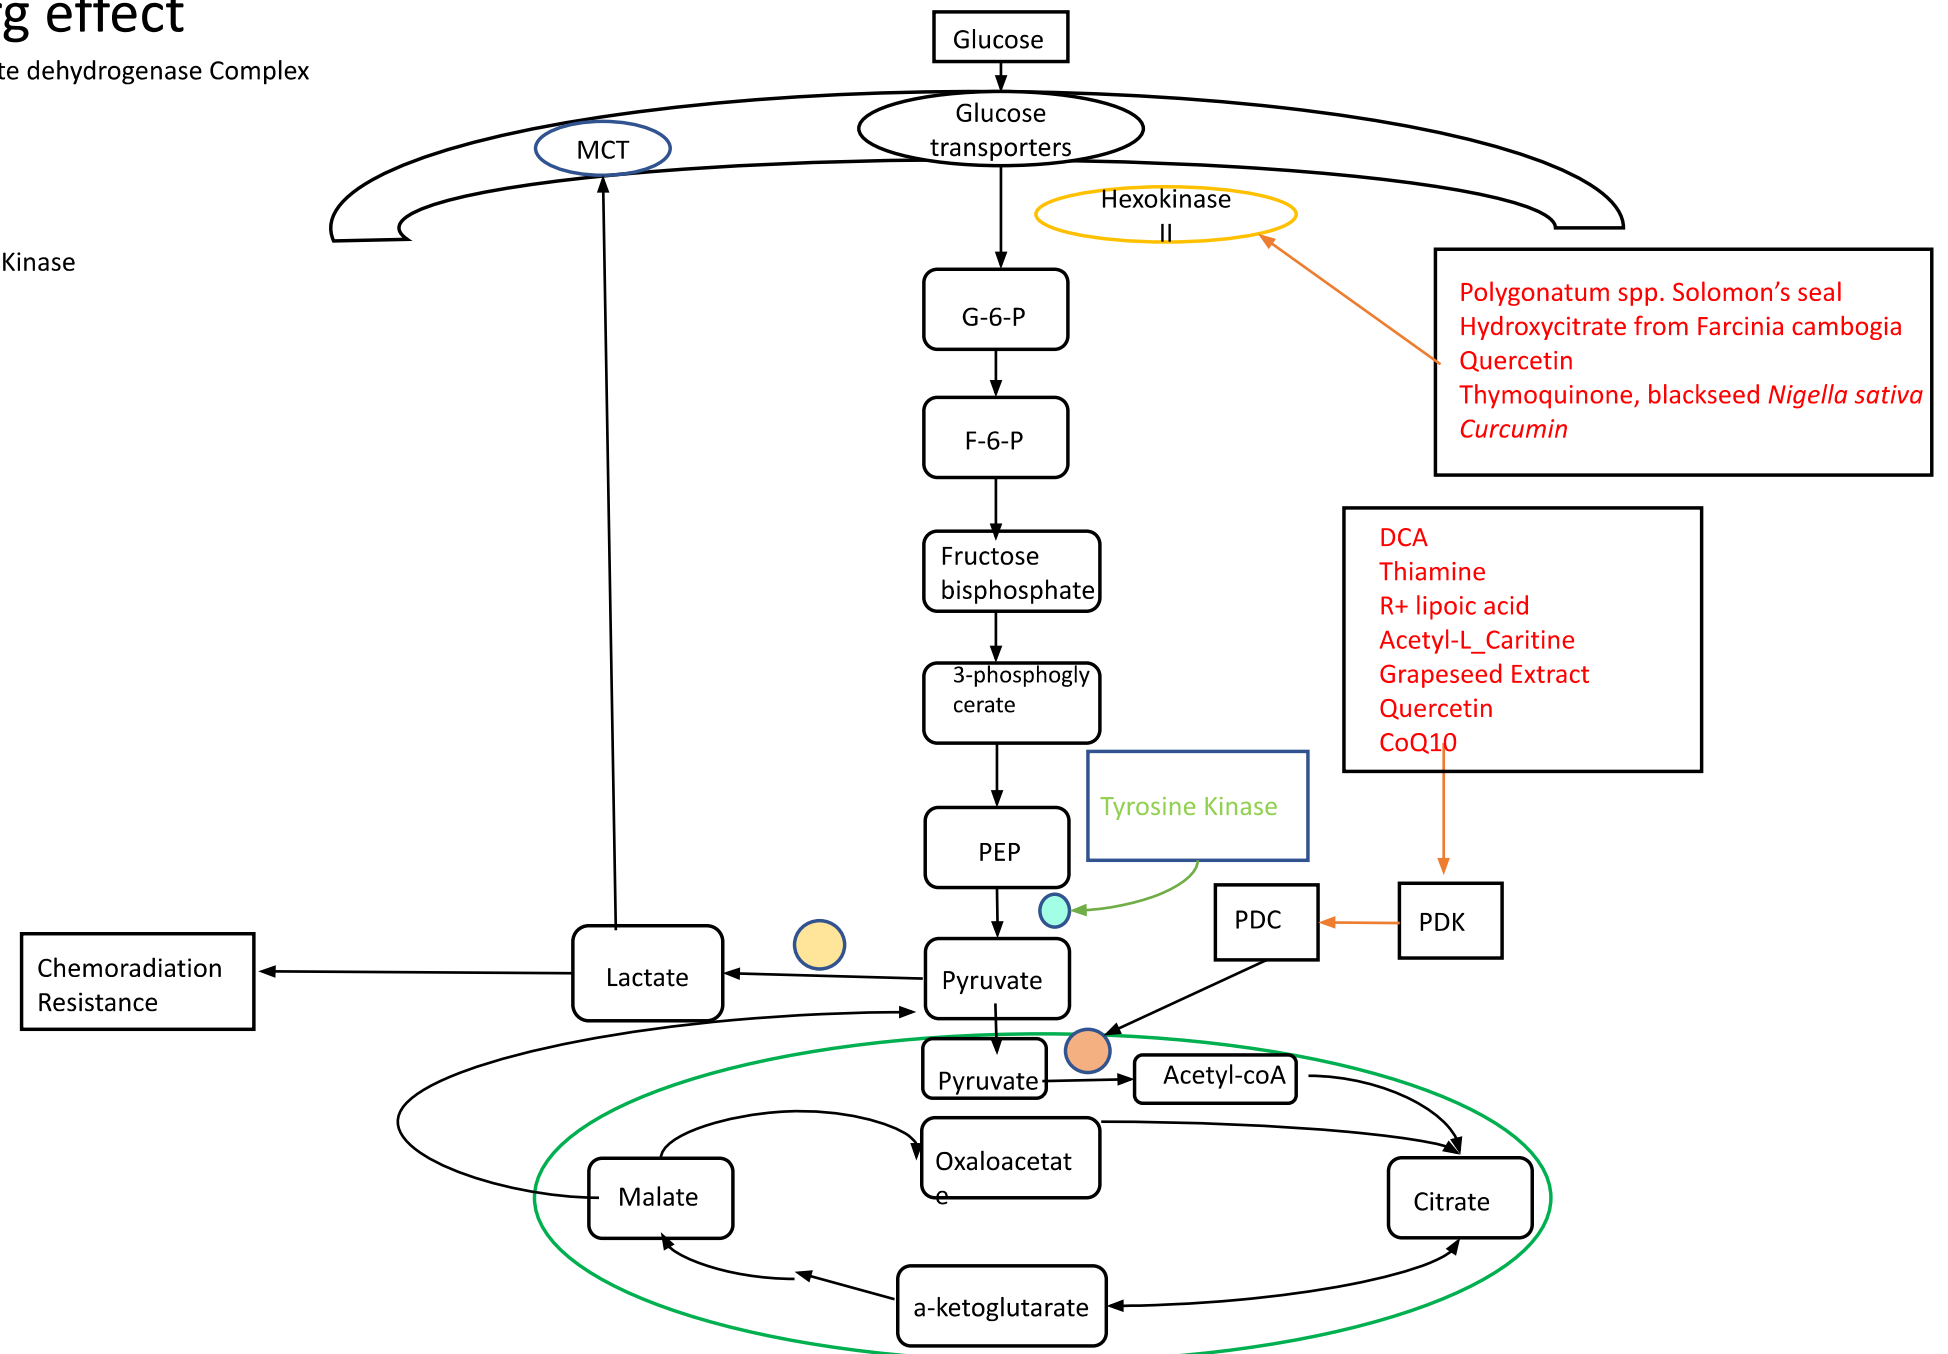 rg effect
te dehydrogenase Complex
Kinase
Glucose
Glucose
transporters
MCT
Hexokinase
II
G-6-P
F-6-P
Fructose
bisphosphate
3-phosphogly
cerate
PEP
Pyruvate
Lactate
Chemoradiation
Resistance
Tyrosine Kinase
Polygonatum spp. Solomon’s seal
Hydroxycitrate from Farcinia cambogia
Quercetin
Thymoquinone, blackseed Nigella sativa
Curcumin
DCA
Thiamine
R+ lipoic acid
Acetyl-L_Caritine
Grapeseed Extract
Quercetin
CoQ10
PDC
PDK
Pyruvate
Acetyl-coA
Oxaloacetat
e
Malate
Citrate
a-ketoglutarate